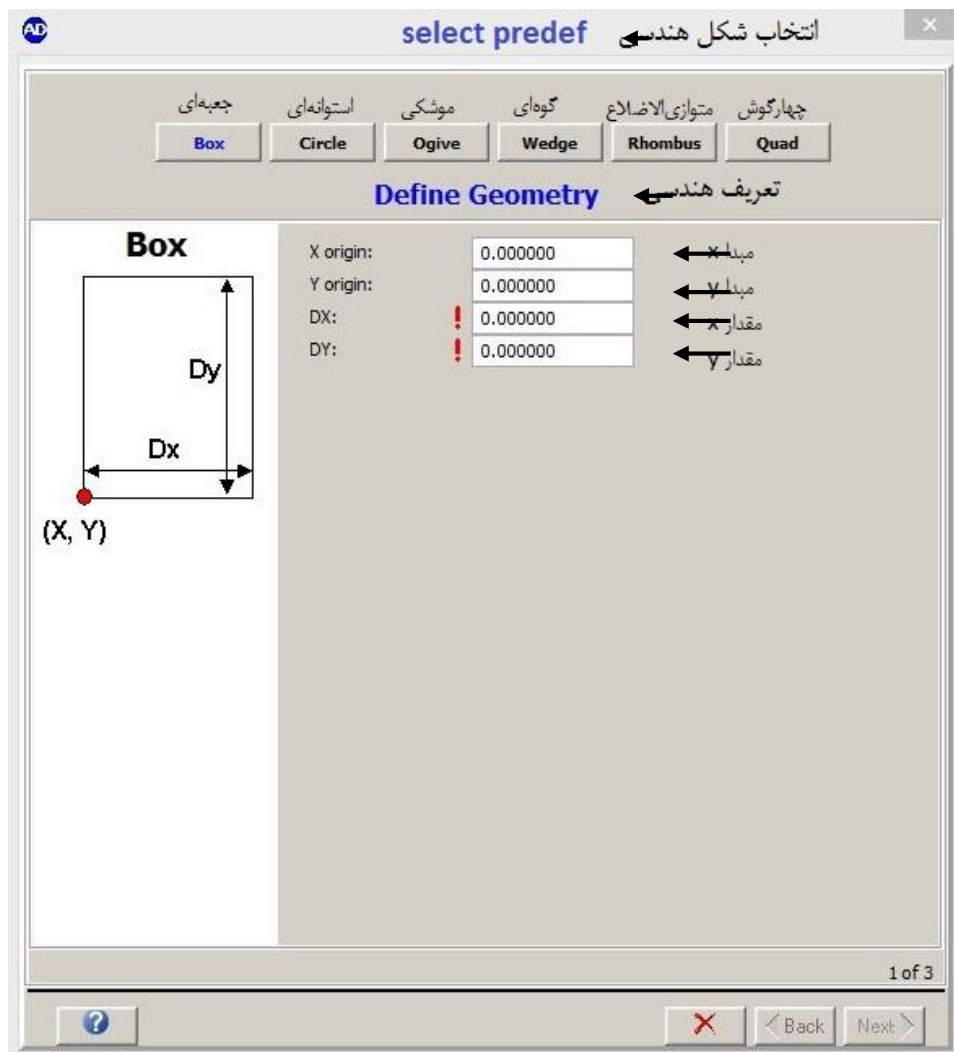 AD
select predef انتخاب شکل هندسی
جعبه‌ای استوانه‌ای موشکی گوه‌ای متوازی‌الاضلاع چهارگوش
Box Circle Ogive Wedge Rhombus Quad
Define Geometry تعریف هندسی
Box
X origin: 0.000000 مبدا x
Y origin: 0.000000 مبدا y
DX: ! 0.000000 مقدار x
DY: ! 0.000000 مقدار y
Dy
Dx
(X, Y)
1 of 3
? Back Next